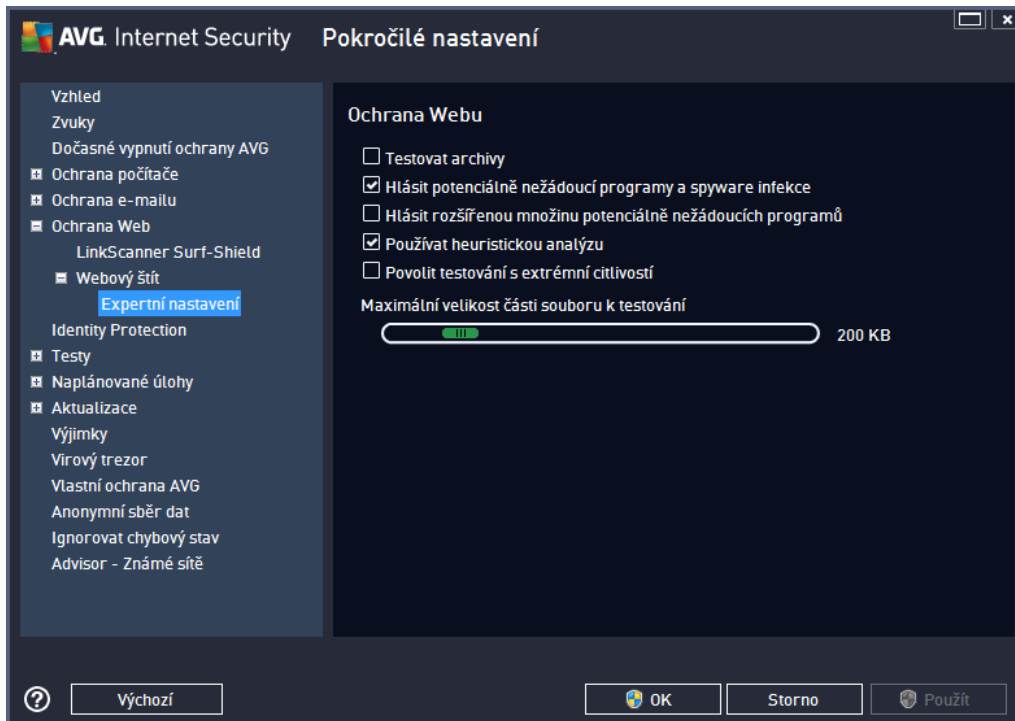 AVG. Internet Security Pokročilé nastavení
Vzhled
Zvuky
Dočasné vypnutí ochrany AVG
Ochrana počítače
Ochrana e-mailu
Ochrana Web
LinkScanner Surf-Shield
Webový štít
Expertní nastavení
Identity Protection
Testy
Naplánované úlohy
Aktualizace
Výjimky
Virový trezor
Vlastní ochrana AVG
Anonymní sběr dat
Ignorovat chybový stav
Advisor - Známé sítě
Ochrana Webu
Testovat archivy
Hlásit potenciálně nežádoucí programy a spyware infekce
Hlásit rozšířenou množinu potenciálně nežádoucích programů
Používat heuristickou analýzu
Povolit testování s extrémní citlivostí
Maximální velikost části souboru k testování
200 KB
Výchozí
OK
Storno
Použít